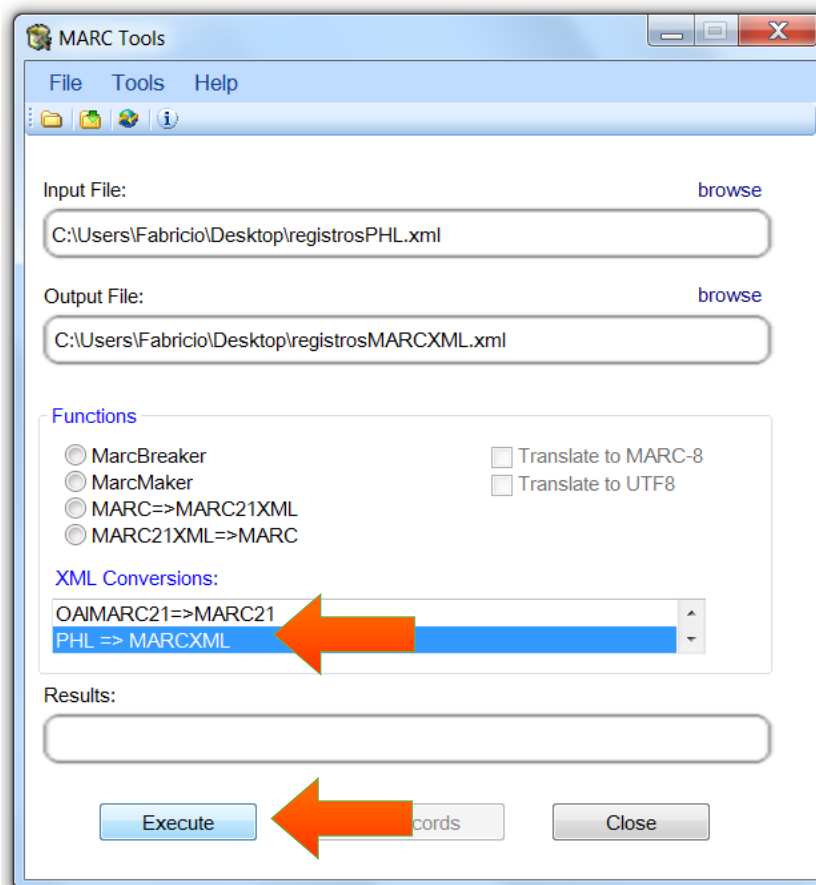 MARC Tools
File Tools Help
Input File: browse
C:\Users\Fabricio\Desktop\registrosPHL.xml
Output File: browse
C:\Users\Fabricio\Desktop\registrosMARCXML.xml
Functions
MarcBreaker Translate to MARC-8
MarcMaker Translate to UTF8
MARC=>MARC21XML
MARC21XML=>MARC
XML Conversions:
OAIMARC21=>MARC21
PHL => MARCXML
Results:
Execute cords Close